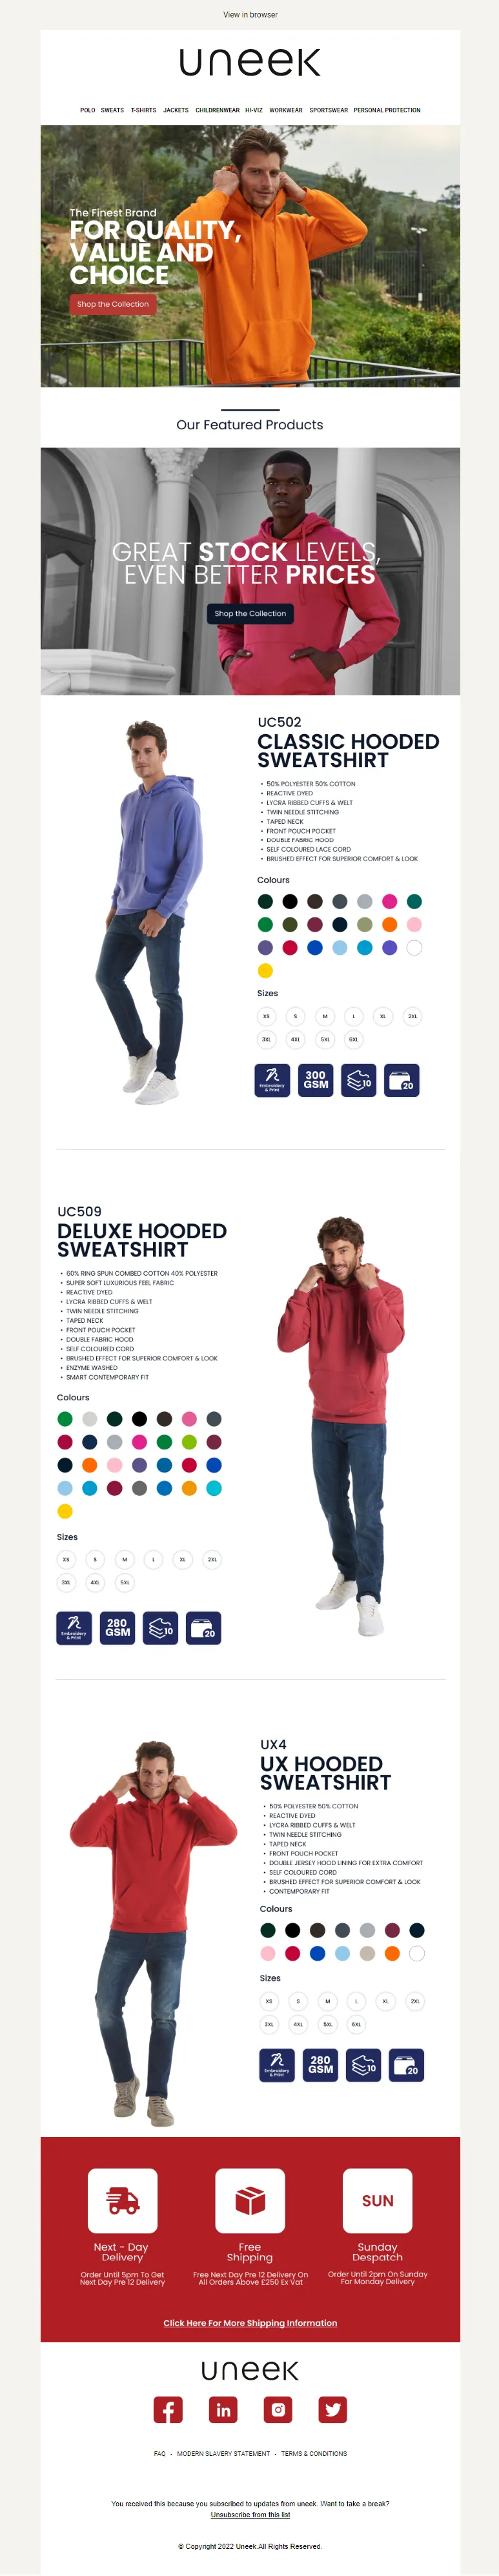 View in browser
uneek
POLO SWEATS T-SHIRTS JACKETS CHILDRENWEAR HI-VIZ WORKWEAR SPORTSWEAR PERSONAL PROTECTION
The Finest Brand
FOR QUALITY,
VALUE AND
CHOICE
Shop the Collection
Our Featured Products
GREAT STOCK LEVELS,
EVEN BETTER PRICES
Shop the Collection
UC502
CLASSIC HOODED
SWEATSHIRT
• 50% POLYESTER 50% COTTON
• REACTIVE DYED
• LYCRA RIBBED CUFFS & WELT
• TWIN NEEDLE STITCHING
• TAPED NECK
• FRONT POUCH POCKET
• DOUBLE FABRIC HOOD
• SELF COLOURED LACE CORD
• BRUSHED EFFECT FOR SUPERIOR COMFORT & LOOK
Colours
Sizes
XS S M L XL 2XL
3XL 4XL 5XL 6XL
Embroidery
& Print
300
GSM
10
20
UC509
DELUXE HOODED
SWEATSHIRT
• 60% RING SPUN COMBED COTTON 40% POLYESTER
• SUPER SOFT LUXURIOUS FEEL FABRIC
• REACTIVE DYED
• LYCRA RIBBED CUFFS & WELT
• TWIN NEEDLE STITCHING
• TAPED NECK
• FRONT POUCH POCKET
• DOUBLE FABRIC HOOD
• SELF COLOURED CORD
• BRUSHED EFFECT FOR SUPERIOR COMFORT & LOOK
• ENZYME WASHED
• SMART CONTEMPORARY FIT
Colours
Sizes
XS S M L XL 2XL
3XL 4XL 5XL
Embroidery
& Print
280
GSM
10
20
UX4
UX HOODED
SWEATSHIRT
• 50% POLYESTER 50% COTTON
• REACTIVE DYED
• LYCRA RIBBED CUFFS & WELT
• TWIN NEEDLE STITCHING
• TAPED NECK
• FRONT POUCH POCKET
• DOUBLE JERSEY HOOD LINING FOR EXTRA COMFORT
• SELF COLOURED CORD
• BRUSHED EFFECT FOR SUPERIOR COMFORT & LOOK
• CONTEMPORARY FIT
Colours
Sizes
XS S M L XL 2XL
3XL 4XL 5XL 6XL
Embroidery
& Print
280
GSM
10
20
Next - Day
Delivery
Order Until 5pm To Get
Next Day Pre 12 Delivery
Free
Shipping
Free Next Day Pre 12 Delivery On
All Orders Above £250 Ex Vat
SUN
Sunday
Despatch
Order Until 2pm On Sunday
For Monday Delivery
Click Here For More Shipping Information
uneek
FAQ - MODERN SLAVERY STATEMENT - TERMS & CONDITIONS
You received this because you subscribed to updates from uneek. Want to take a break?
Unsubscribe from this list
© Copyright 2022 Uneek.All Rights Reserved.